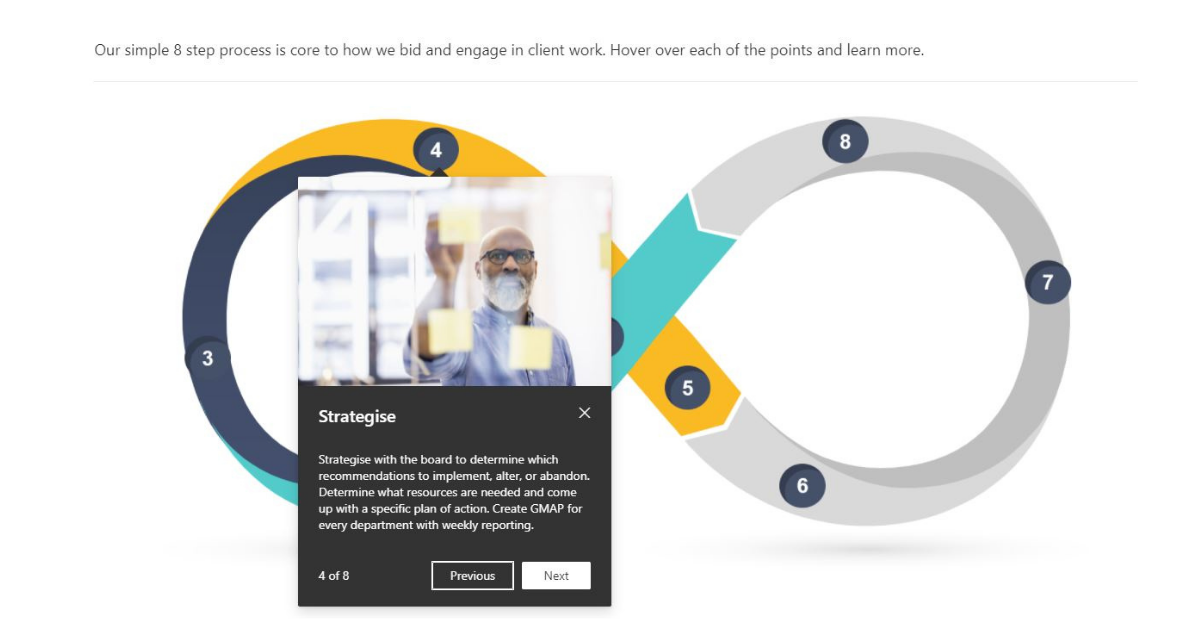 Our simple 8 step process is core to how we bid and engage in client work. Hover over each of the points and learn more.
8
4
7
3
5
Strategise
Strategise with the board to determine which
recommendations to implement, alter, or abandon.
Determine what resources are needed and come
up with a specific plan of action. Create GMAP for
every department with weekly reporting.
6
4 of 8
Previous
Next